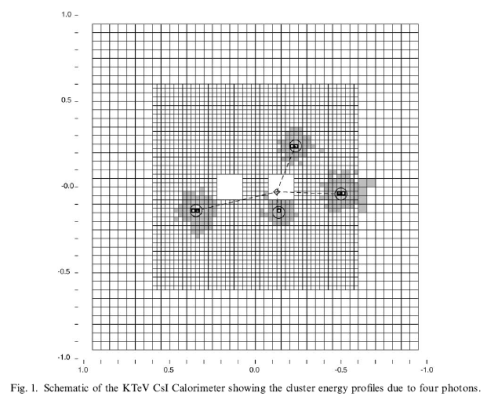 1.0
0.5
-0.0
-0.5
-1.0
1.0 0.5 0.0 -0.5 -1.0
Fig. 1. Schematic of the KTeV CsI Calorimeter showing the cluster energy profiles due to four photons.